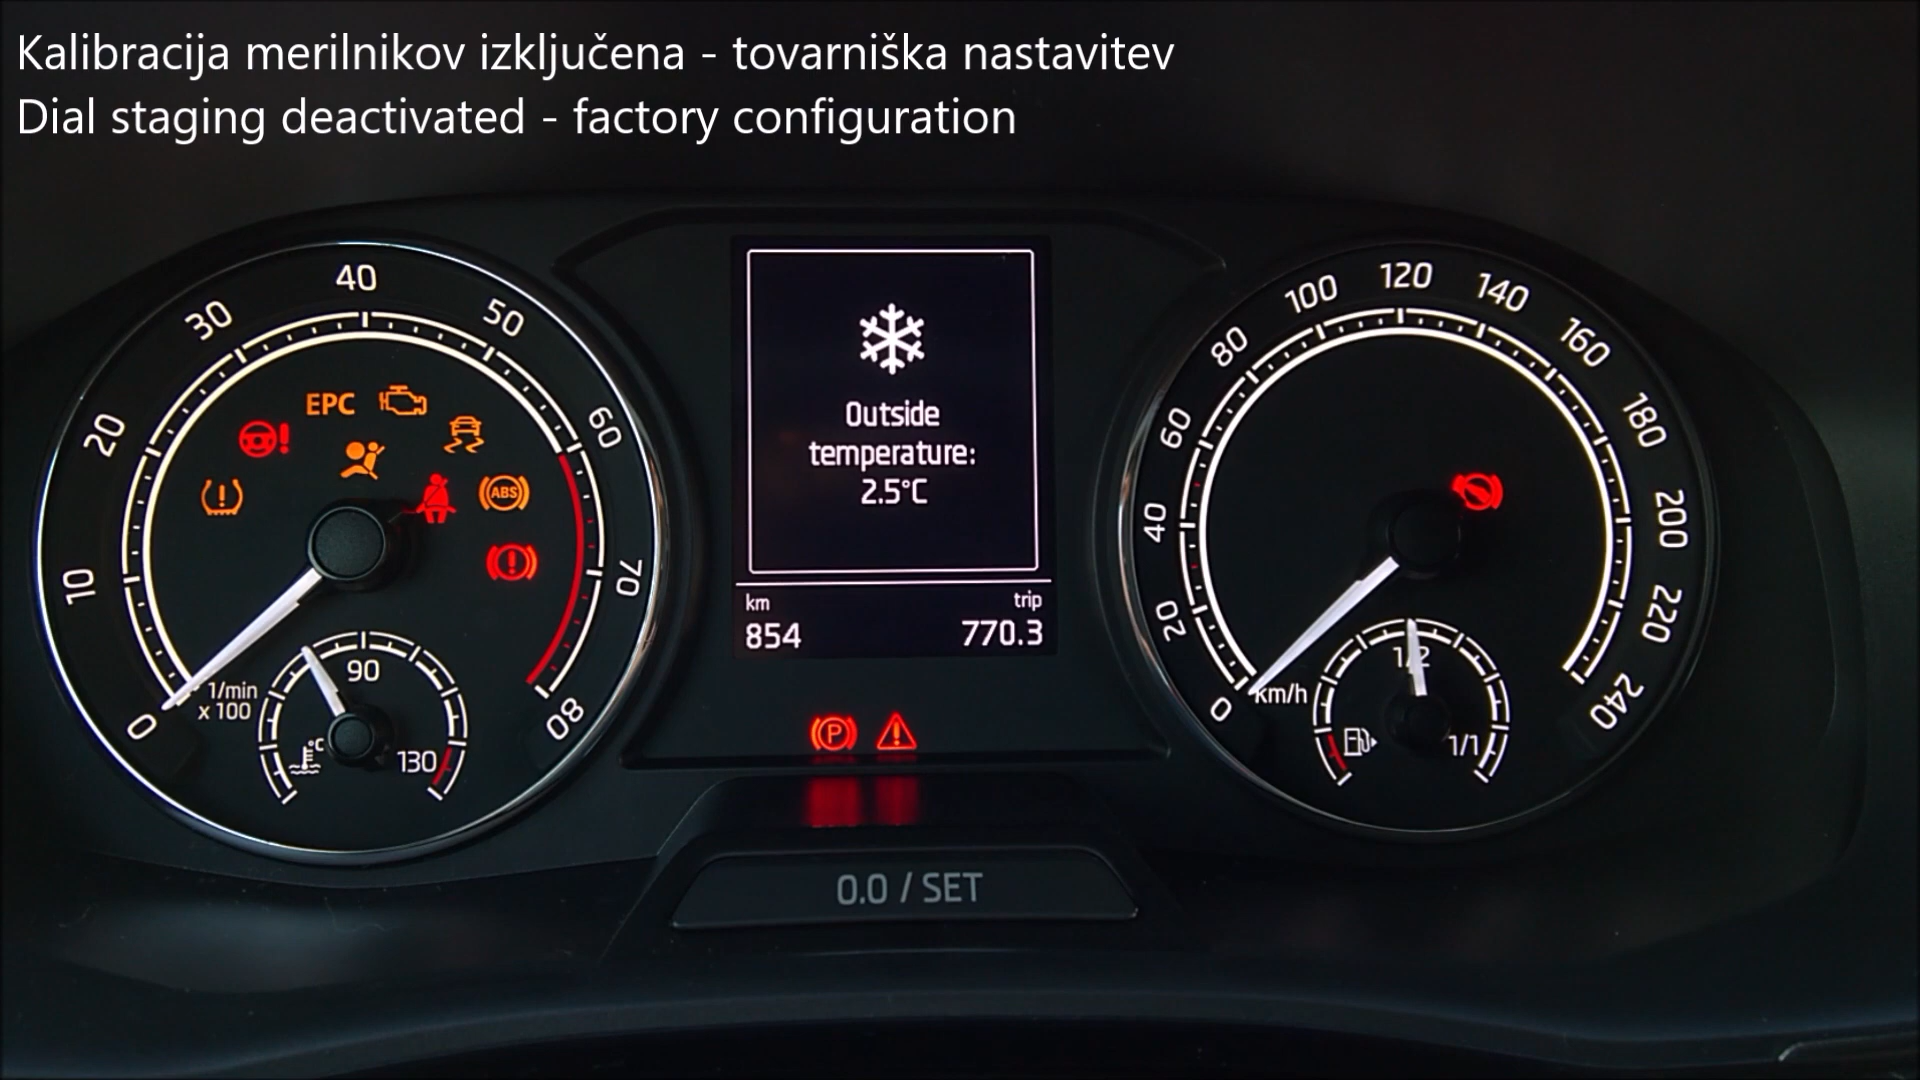 Kalibracija merilnikov izključena - tovarniška nastavitev
Dial staging deactivated - factory configuration
0
10
20
30
40
50
60
70
80
1/min
x 100
EPC
ABS
90
130
°C
Outside
temperature:
2.5°C
km
trip
854
770.3
P
0.0 / SET
0
20
40
60
80
100
120
140
160
180
200
220
240
km/h
1/2
1/1